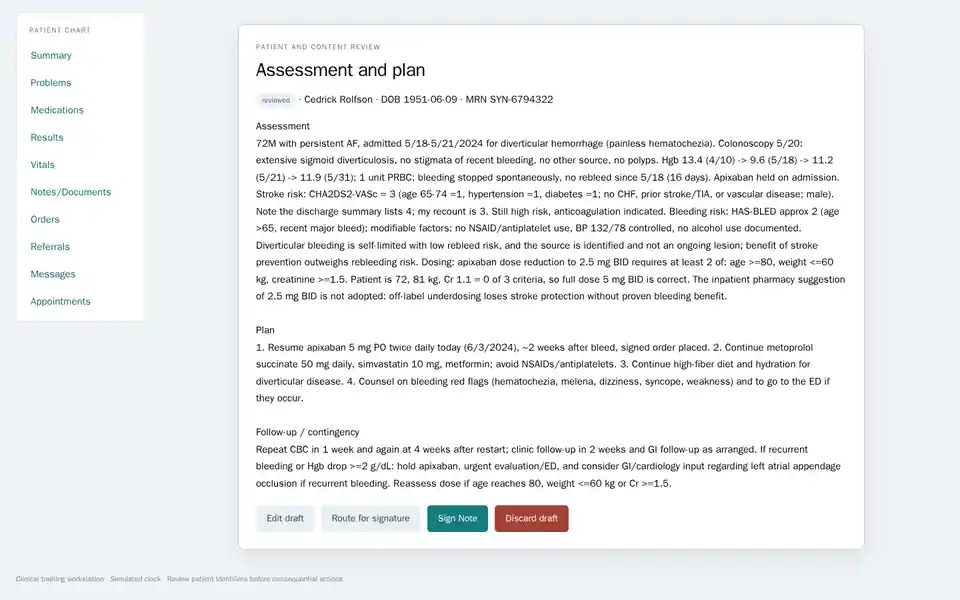 PATIENT CHART
Summary
Problems
Medications
Results
Vitals
Notes/Documents
Orders
Referrals
Messages
Appointments
PATIENT AND CONTENT REVIEW
Assessment and plan
reviewed · Cedrick Rolfson · DOB 1951-06-09 · MRN SYN-6794322
Assessment
72M with persistent AF, admitted 5/18-5/21/2024 for diverticular hemorrhage (painless hematochezia). Colonoscopy 5/20:
extensive sigmoid diverticulosis, no stigmata of recent bleeding, no other source, no polyps. Hgb 13.4 (4/10) -> 9.6 (5/18) -> 11.2
(5/21) -> 11.9 (5/31); 1 unit PRBC; bleeding stopped spontaneously, no rebleed since 5/18 (16 days). Apixaban held on admission.
Stroke risk: CHA2DS2-VASc = 3 (age 65-74 =1, hypertension =1, diabetes =1; no CHF, prior stroke/TIA, or vascular disease; male).
Note the discharge summary lists 4; my recount is 3. Still high risk, anticoagulation indicated. Bleeding risk: HAS-BLED approx 2 (age
>65, recent major bleed); modifiable factors: no NSAID/antiplatelet use, BP 132/78 controlled, no alcohol use documented.
Diverticular bleeding is self-limited with low rebleed risk, and the source is identified and not an ongoing lesion; benefit of stroke
prevention outweighs rebleeding risk. Dosing: apixaban dose reduction to 2.5 mg BID requires at least 2 of: age >=80, weight <=60
kg, creatinine >=1.5. Patient is 72, 81 kg, Cr 1.1 = 0 of 3 criteria, so full dose 5 mg BID is correct. The inpatient pharmacy suggestion
of 2.5 mg BID is not adopted: off-label underdosing loses stroke protection without proven bleeding benefit.
Plan
1. Resume apixaban 5 mg PO twice daily today (6/3/2024), ~2 weeks after bleed, signed order placed. 2. Continue metoprolol
succinate 50 mg daily, simvastatin 10 mg, metformin; avoid NSAIDs/antiplatelets. 3. Continue high-fiber diet and hydration for
diverticular disease. 4. Counsel on bleeding red flags (hematochezia, melena, dizziness, syncope, weakness) and to go to the ED if
they occur.
Follow-up / contingency
Repeat CBC in 1 week and again at 4 weeks after restart; clinic follow-up in 2 weeks and GI follow-up as arranged. If recurrent
bleeding or Hgb drop >=2 g/dL: hold apixaban, urgent evaluation/ED, and consider GI/cardiology input regarding left atrial appendage
occlusion if recurrent bleeding. Reassess dose if age reaches 80, weight <=60 kg or Cr >=1.5.
Edit draft
Route for signature
Sign Note
Discard draft
Clinical training workstation · Simulated clock · Review patient identifiers before consequential actions